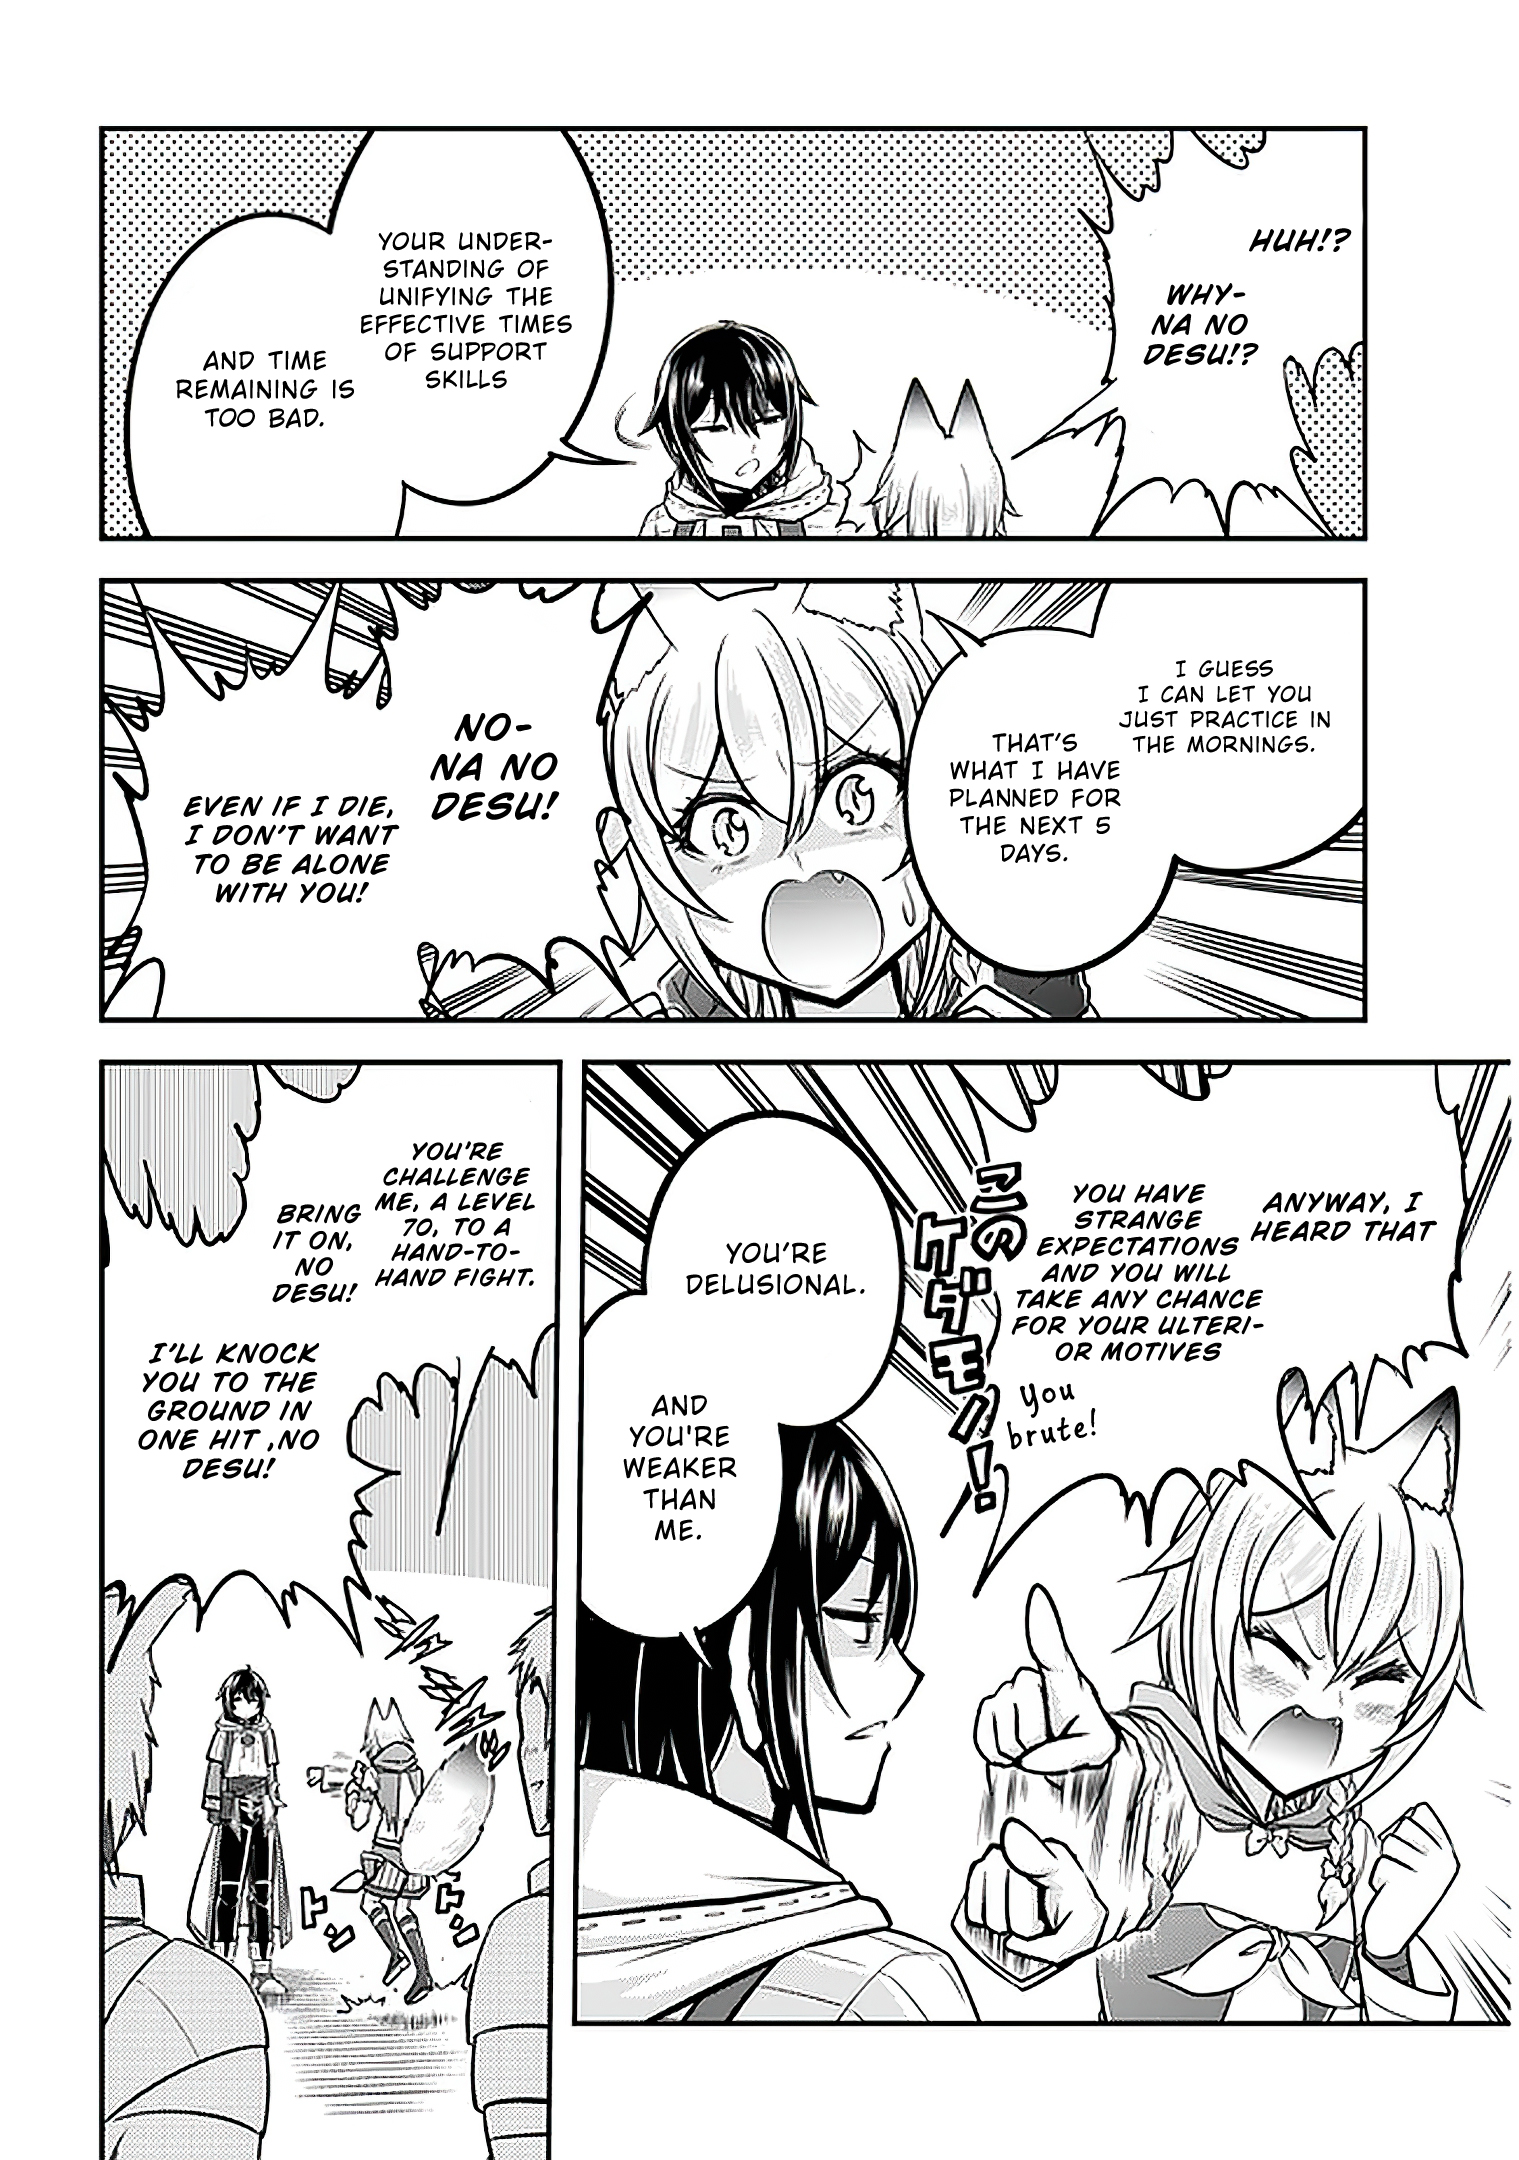 HUH!?
WHY-
NA NO
DESU!?
YOUR UNDER-
STANDING OF
UNIFYING THE
EFFECTIVE TIMES
OF SUPPORT
SKILLS
AND TIME
REMAINING IS
TOO BAD.
I GUESS
I CAN LET YOU
JUST PRACTICE IN
THE MORNINGS.
THAT'S
WHAT I HAVE
PLANNED FOR
THE NEXT 5
DAYS.
NO-
NA NO
DESU!
EVEN IF I DIE,
I DON'T WANT
TO BE ALONE
WITH YOU!
ANYWAY, I
HEARD THAT
YOU HAVE
STRANGE
EXPECTATIONS
AND YOU WILL
TAKE ANY CHANCE
FOR YOUR ULTERI-
OR MOTIVES
このケダモノ!
You
brute!
YOU'RE
DELUSIONAL.
AND
YOU'RE
WEAKER
THAN
ME.
YOU'RE
CHALLENGE
ME, A LEVEL
70, TO A
HAND-TO-
HAND FIGHT.
BRING
IT ON,
NO
DESU!
I'LL KNOCK
YOU TO THE
GROUND IN
ONE HIT ,NO
DESU!
トン
トン